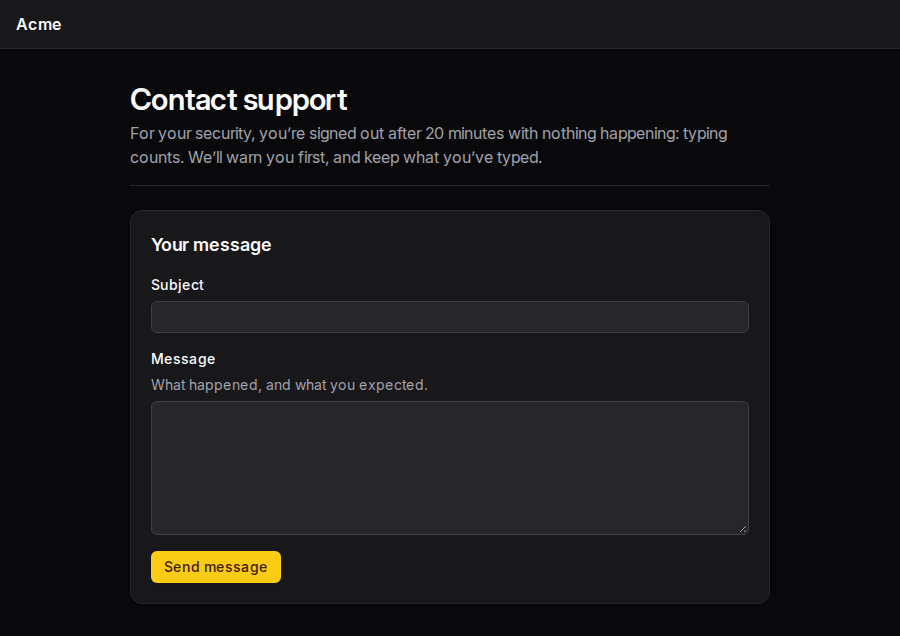 Acme
Contact support
For your security, you’re signed out after 20 minutes with nothing happening: typing
counts. We’ll warn you first, and keep what you’ve typed.
Your message
Subject
Message
What happened, and what you expected.
Send message